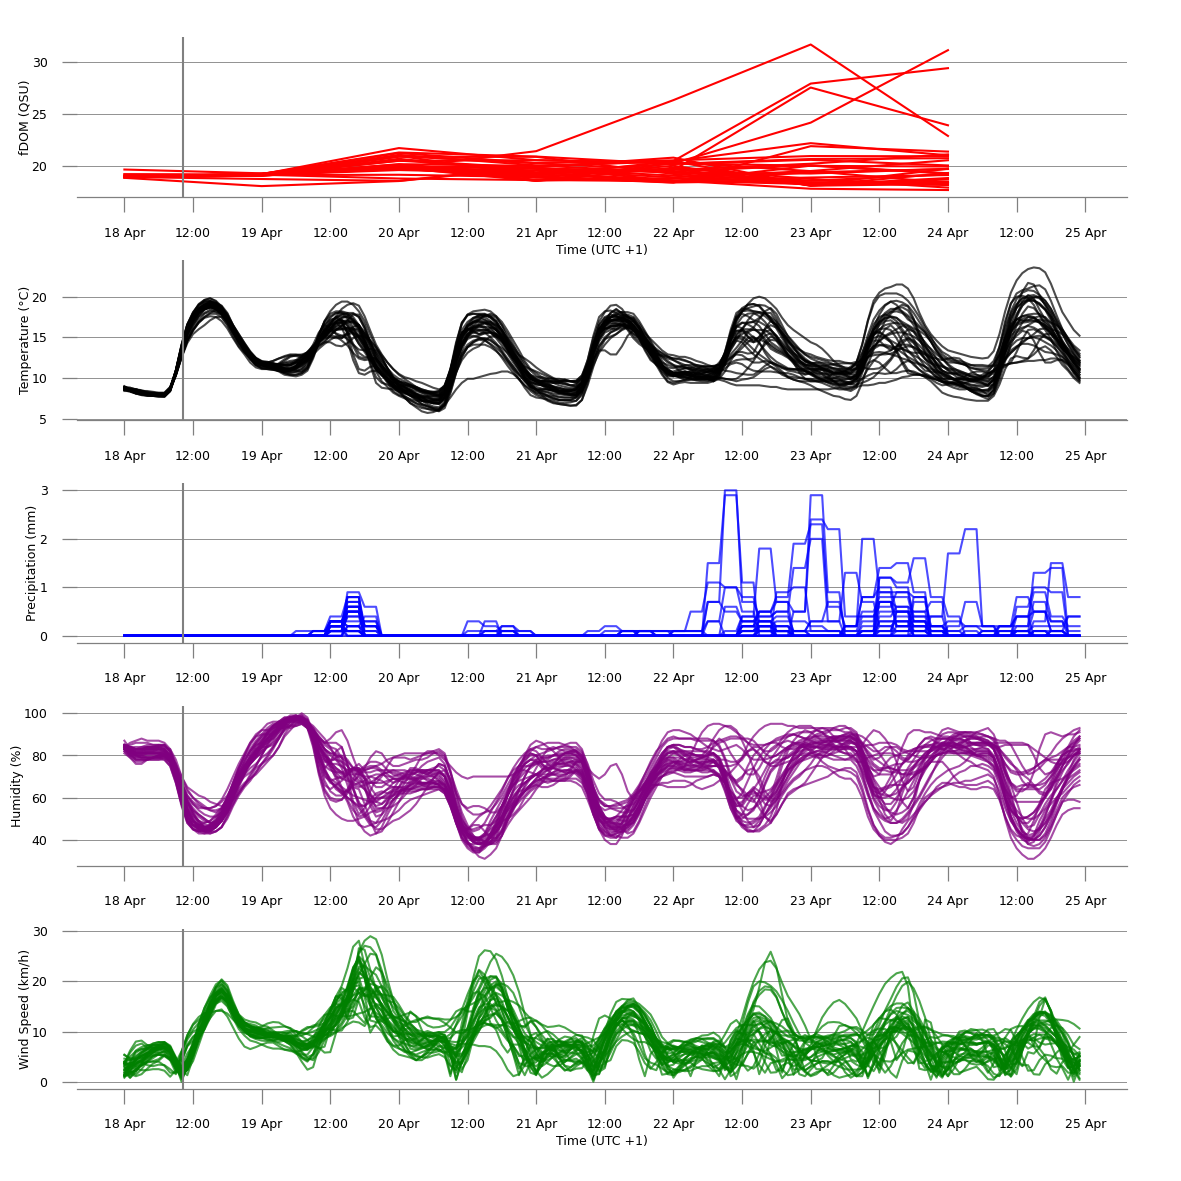 30
25
20
fDOM (QSU)
18 Apr 12:00 19 Apr 12:00 20 Apr 12:00 21 Apr 12:00 22 Apr 12:00 23 Apr 12:00 24 Apr 12:00 25 Apr
Time (UTC +1)
20
15
10
5
Temperature (°C)
18 Apr 12:00 19 Apr 12:00 20 Apr 12:00 21 Apr 12:00 22 Apr 12:00 23 Apr 12:00 24 Apr 12:00 25 Apr
3
2
1
0
Precipitation (mm)
18 Apr 12:00 19 Apr 12:00 20 Apr 12:00 21 Apr 12:00 22 Apr 12:00 23 Apr 12:00 24 Apr 12:00 25 Apr
100
80
60
40
Humidity (%)
18 Apr 12:00 19 Apr 12:00 20 Apr 12:00 21 Apr 12:00 22 Apr 12:00 23 Apr 12:00 24 Apr 12:00 25 Apr
30
20
10
0
Wind Speed (km/h)
18 Apr 12:00 19 Apr 12:00 20 Apr 12:00 21 Apr 12:00 22 Apr 12:00 23 Apr 12:00 24 Apr 12:00 25 Apr
Time (UTC +1)